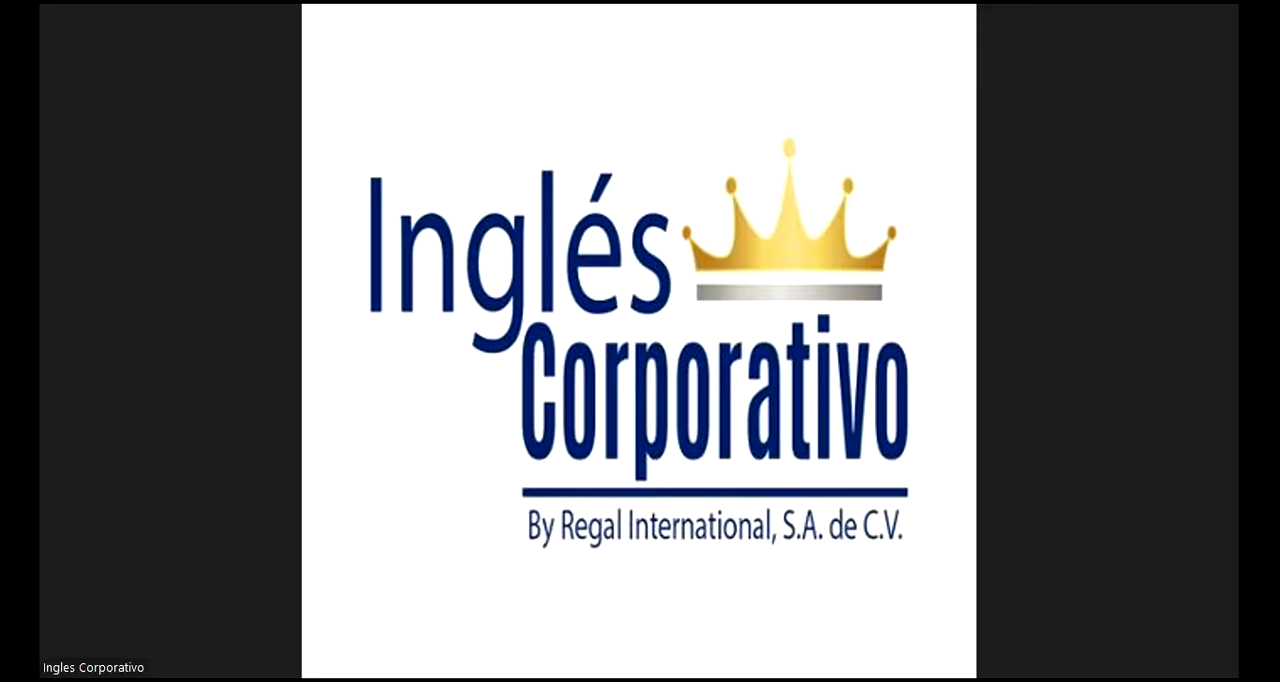 Inglés
Corporativo
By Regal International, S.A. de C.V.
Ingles Corporativo